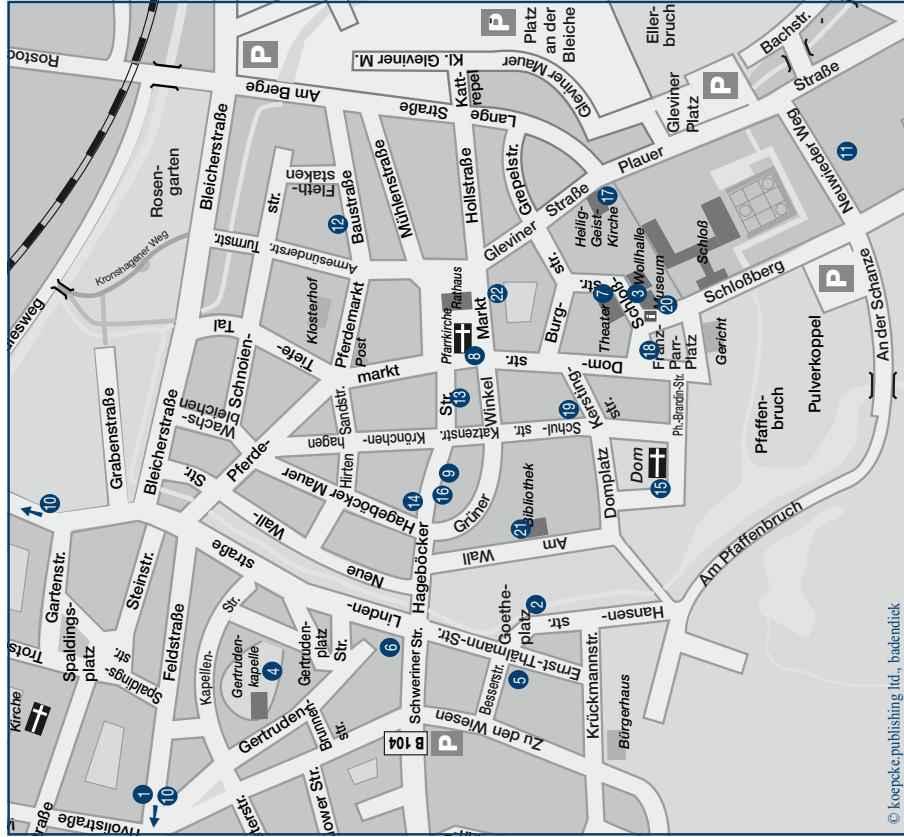 Rostoc
Am Berge
P
Kl. Gleviner M.
P
Platz
an der
Bleiche
Gleviner Mauer
Eller-
bruch
Bachstr.
Rosen-
garten
Bleicherstraße
Straße
Katt-
repel
Lange
Gleviner
Platz
P
Straße
Kronshagener Weg
Fleth-
staken
str.
Baustraße
12
Mühlenstraße
Hollstraße
Grepelstr.
Plauer
Neuwieder Weg
11
Turmstr.
Armesünderstr.
Gleviner
Straße
Heilig-
Geist-
Kirche
17
Klosterhof
Pferdemarkt
Post
Rathaus
Pfarrkirche
Markt
22
8
str.
Burg-
Schloß-
str.
7
Theater
3
Wollhalle
Museum
i
20
Schloß
Schloßberg
P
An der Schanze
Tal
Tiefe-
Schnoien-
Grabenstraße
Bleicherstraße
Wachs-
bleichen
Str.
Pferde-
markt
Sandstr.
Hirten
hagen
Krönchen-
Str.
13
Winkel
Katzenstr.
Schul-
str.
19
Kersting-
str.
Dom-
18
Franz-
Parr-
Platz
Gericht
Ph.-Brandin-Str.
Pfaffen-
bruch
Pulverkoppel
10
Hageböcker Mauer
14
16
9
Grüner
Bibliothek
21
Domplatz
Dom
15
Wall-
Neue
Hageböcker
Am
Wall
Am Pfaffenbruch
Gartenstr.
Steinstr.
straße
Linden-
Goethe-
platz
2
str.
Hansen-
Trots
Spaldings-
platz
Spaldings-
str.
Feldstraße
Kapellen-
Str.
Gertruden-
kapelle
4
Gertruden-
platz
Str.
6
Schweriner Str.
Ernst-Thälmann-Str.
Besserstr.
5
Krückmannstr.
Kirche
Gertruden-
Brunnen-
str.
B 104
P
Zu den Wiesen
Bürgerhaus
1
10
© koepcke.publishing ltd., badendiek